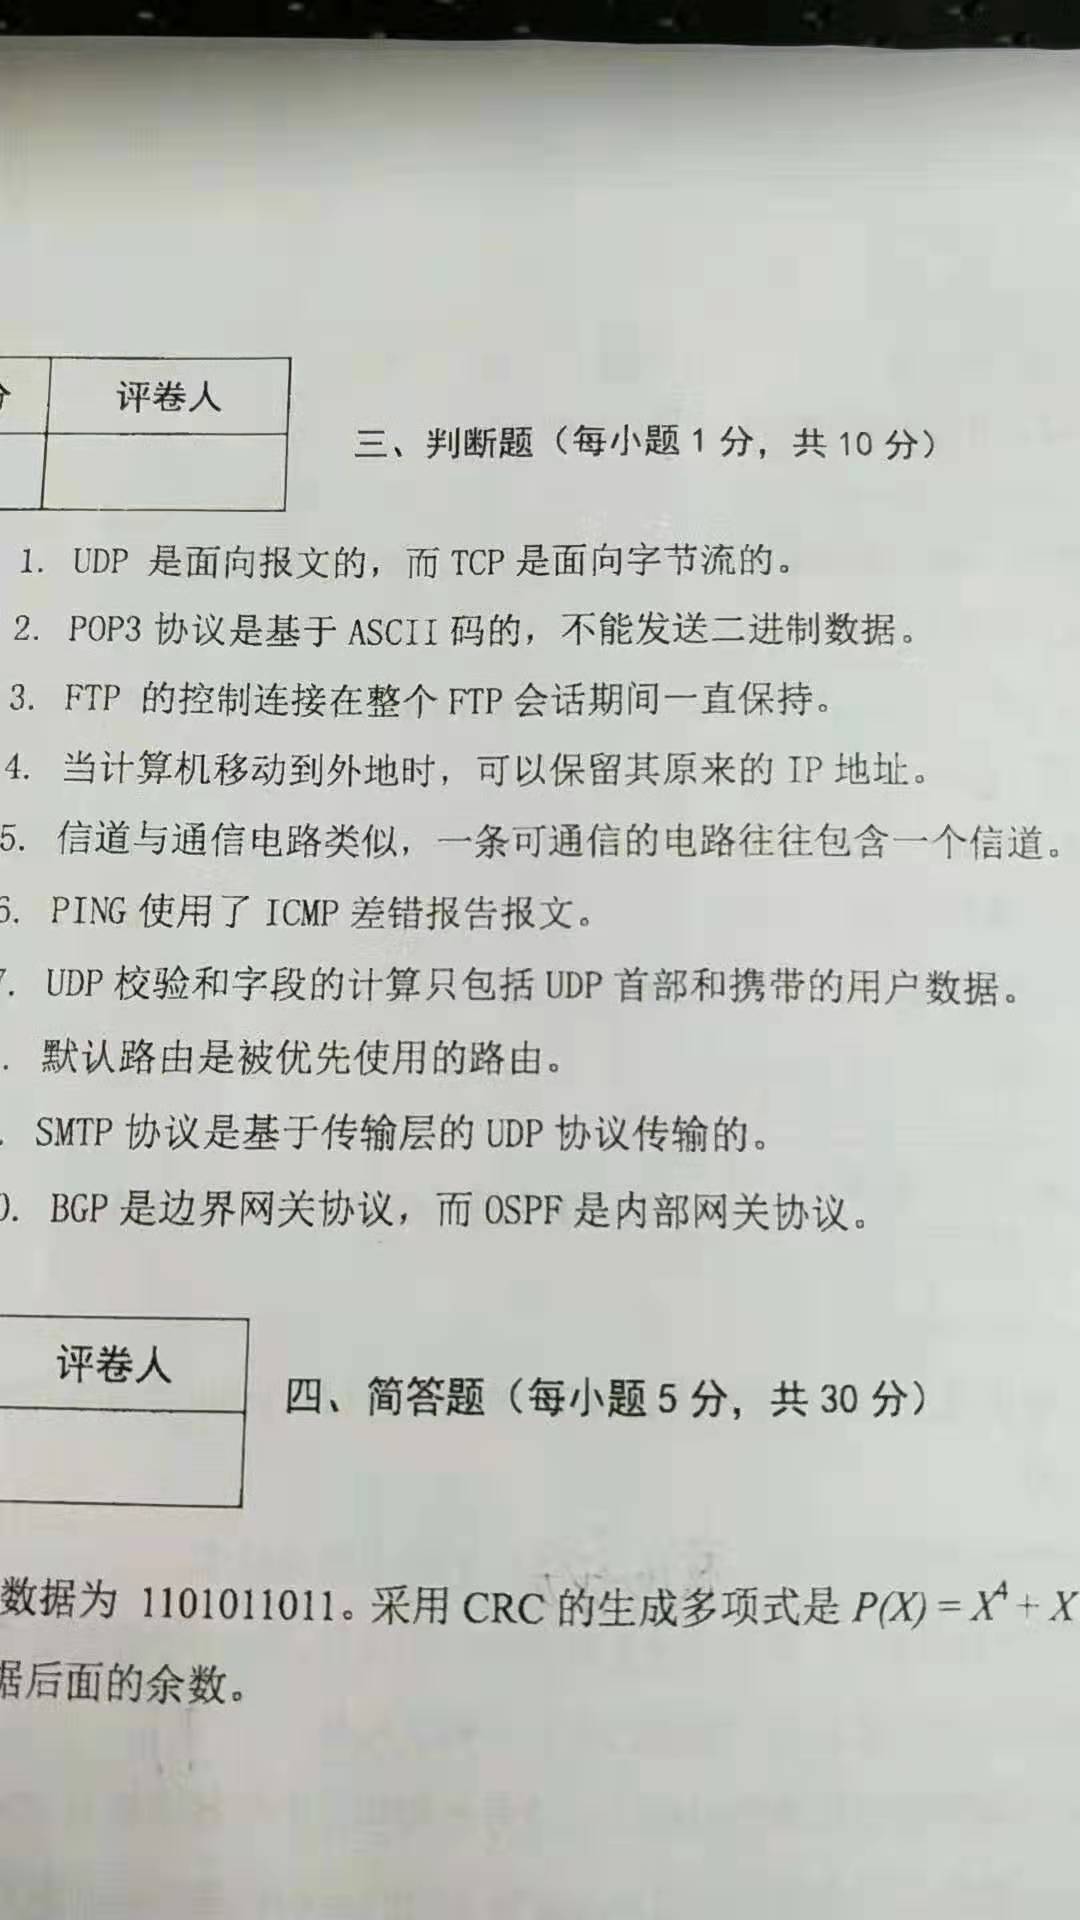 评卷人
三、判断题（每小题1分，共10分）
1. UDP 是面向报文的，而 TCP 是面向字节流的。
2. POP3 协议是基于 ASCII 码的，不能发送二进制数据。
3. FTP 的控制连接在整个 FTP 会话期间一直保持。
4. 当计算机移动到外地时，可以保留其原来的 IP 地址。
5. 信道与通信电路类似，一条可通信的电路往往包含一个信道。
6. PING 使用了 ICMP 差错报告报文。
7. UDP 校验和字段的计算只包括 UDP 首部和携带的用户数据。
. 默认路由是被优先使用的路由。
. SMTP 协议是基于传输层的 UDP 协议传输的。
0. BGP 是边界网关协议，而 OSPF 是内部网关协议。
评卷人
四、简答题（每小题5分，共30分）
数据为 1101011011。采用 CRC 的生成多项式是 P(X) = X⁴ + X
据后面的余数。